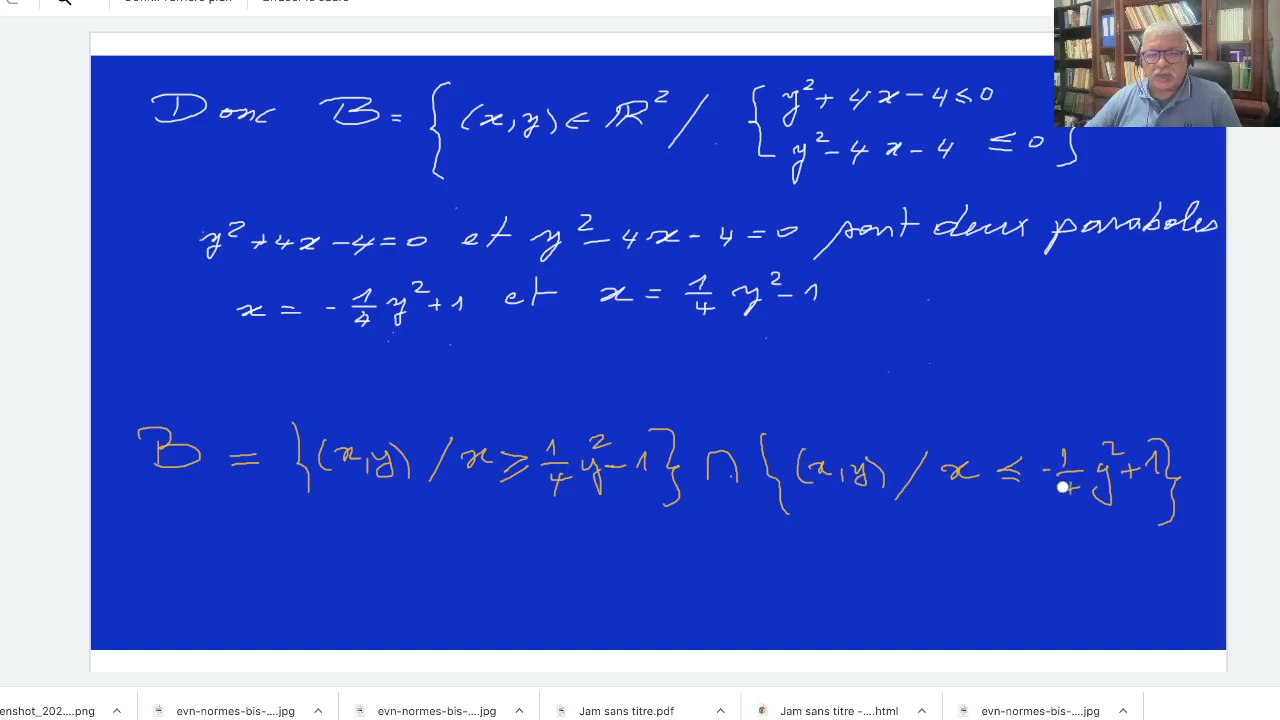 Donc B = { (x,y) ∈ ℝ² / { y² + 4x - 4 ≤ 0
y² - 4x - 4 ≤ 0 }
y² + 4x - 4 = 0 et y² - 4x - 4 = 0 sont deux paraboles
x = - 1/4 y² + 1 et x = 1/4 y² - 1
B = { (x,y) / x ≥ 1/4 y² - 1 } ∩ { (x,y) / x ≤ - 1/4 y² + 1 }
enshot_202....png evn-normes-bis-....jpg evn-normes-bis-....jpg Jam sans titre.pdf Jam sans titre -....html evn-normes-bis-....jpg